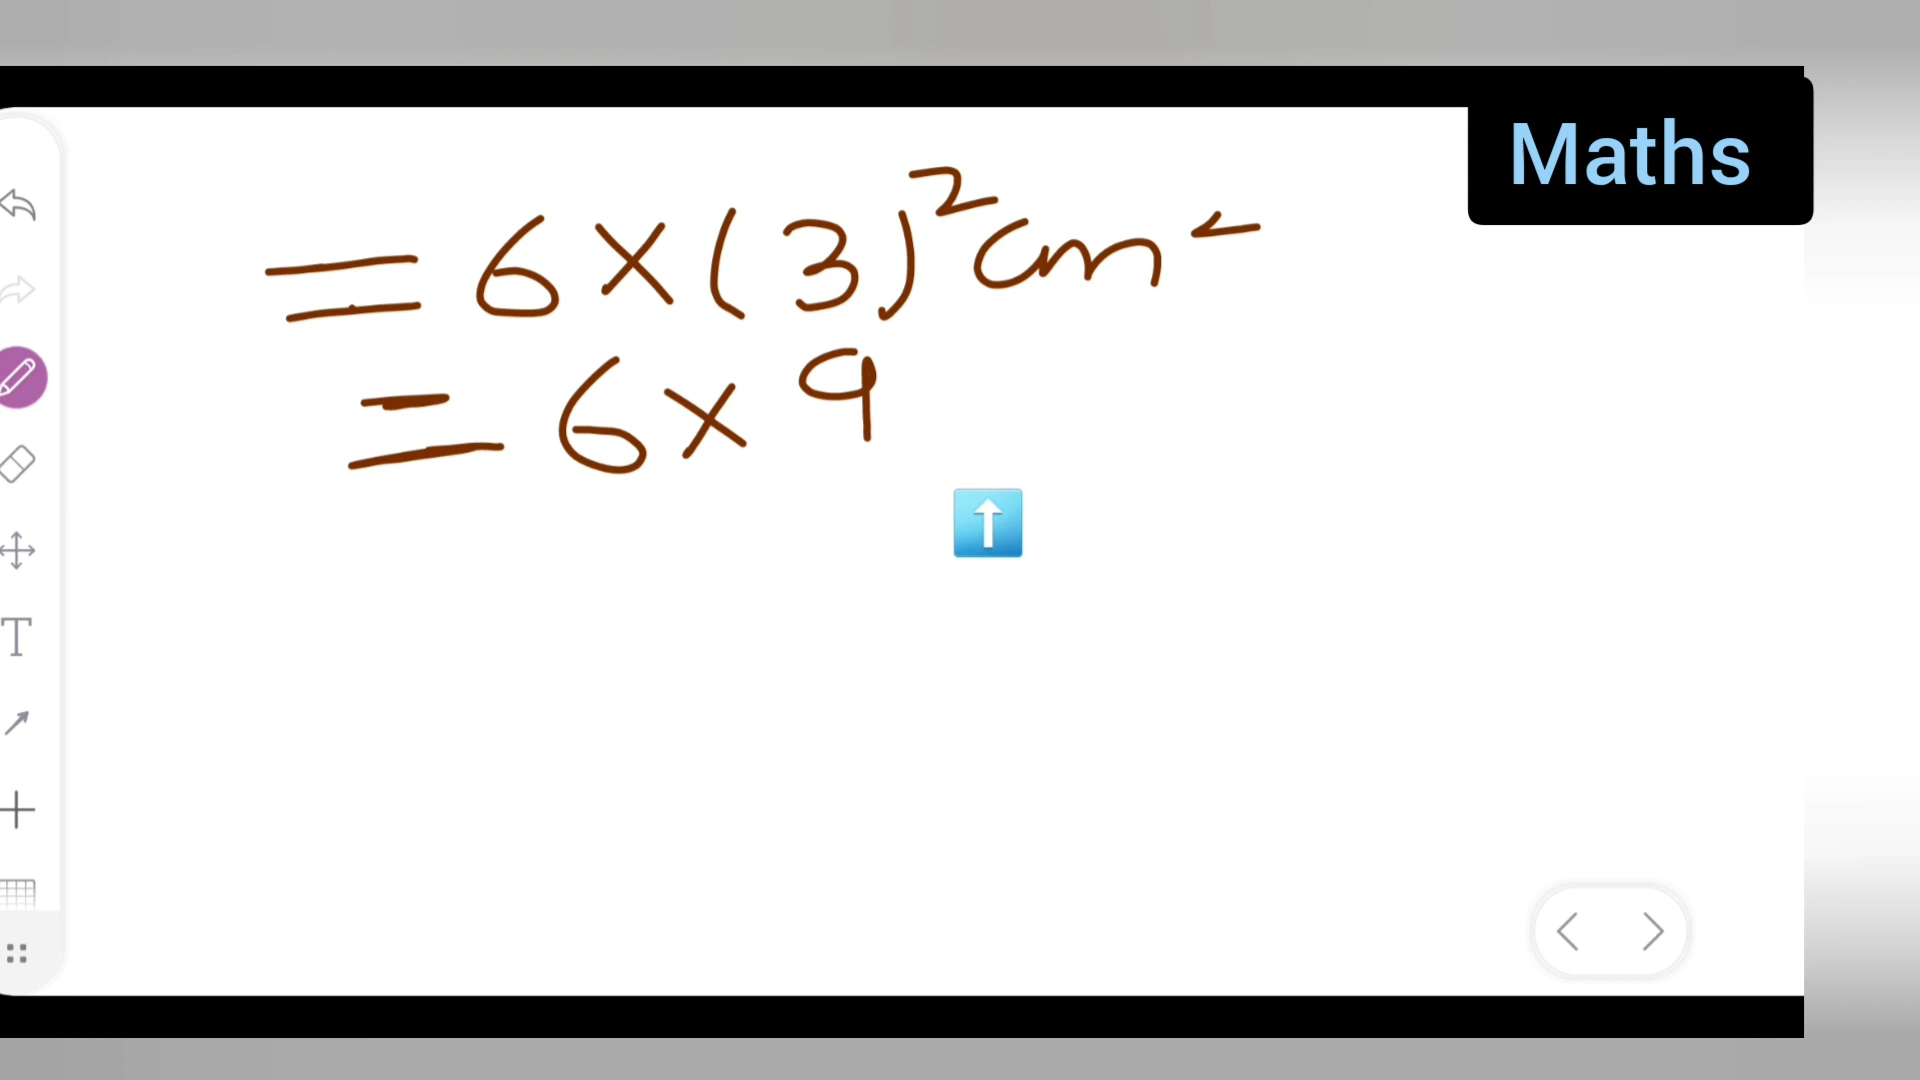 Maths
= 6 × (3)² cm²
= 6 × 9